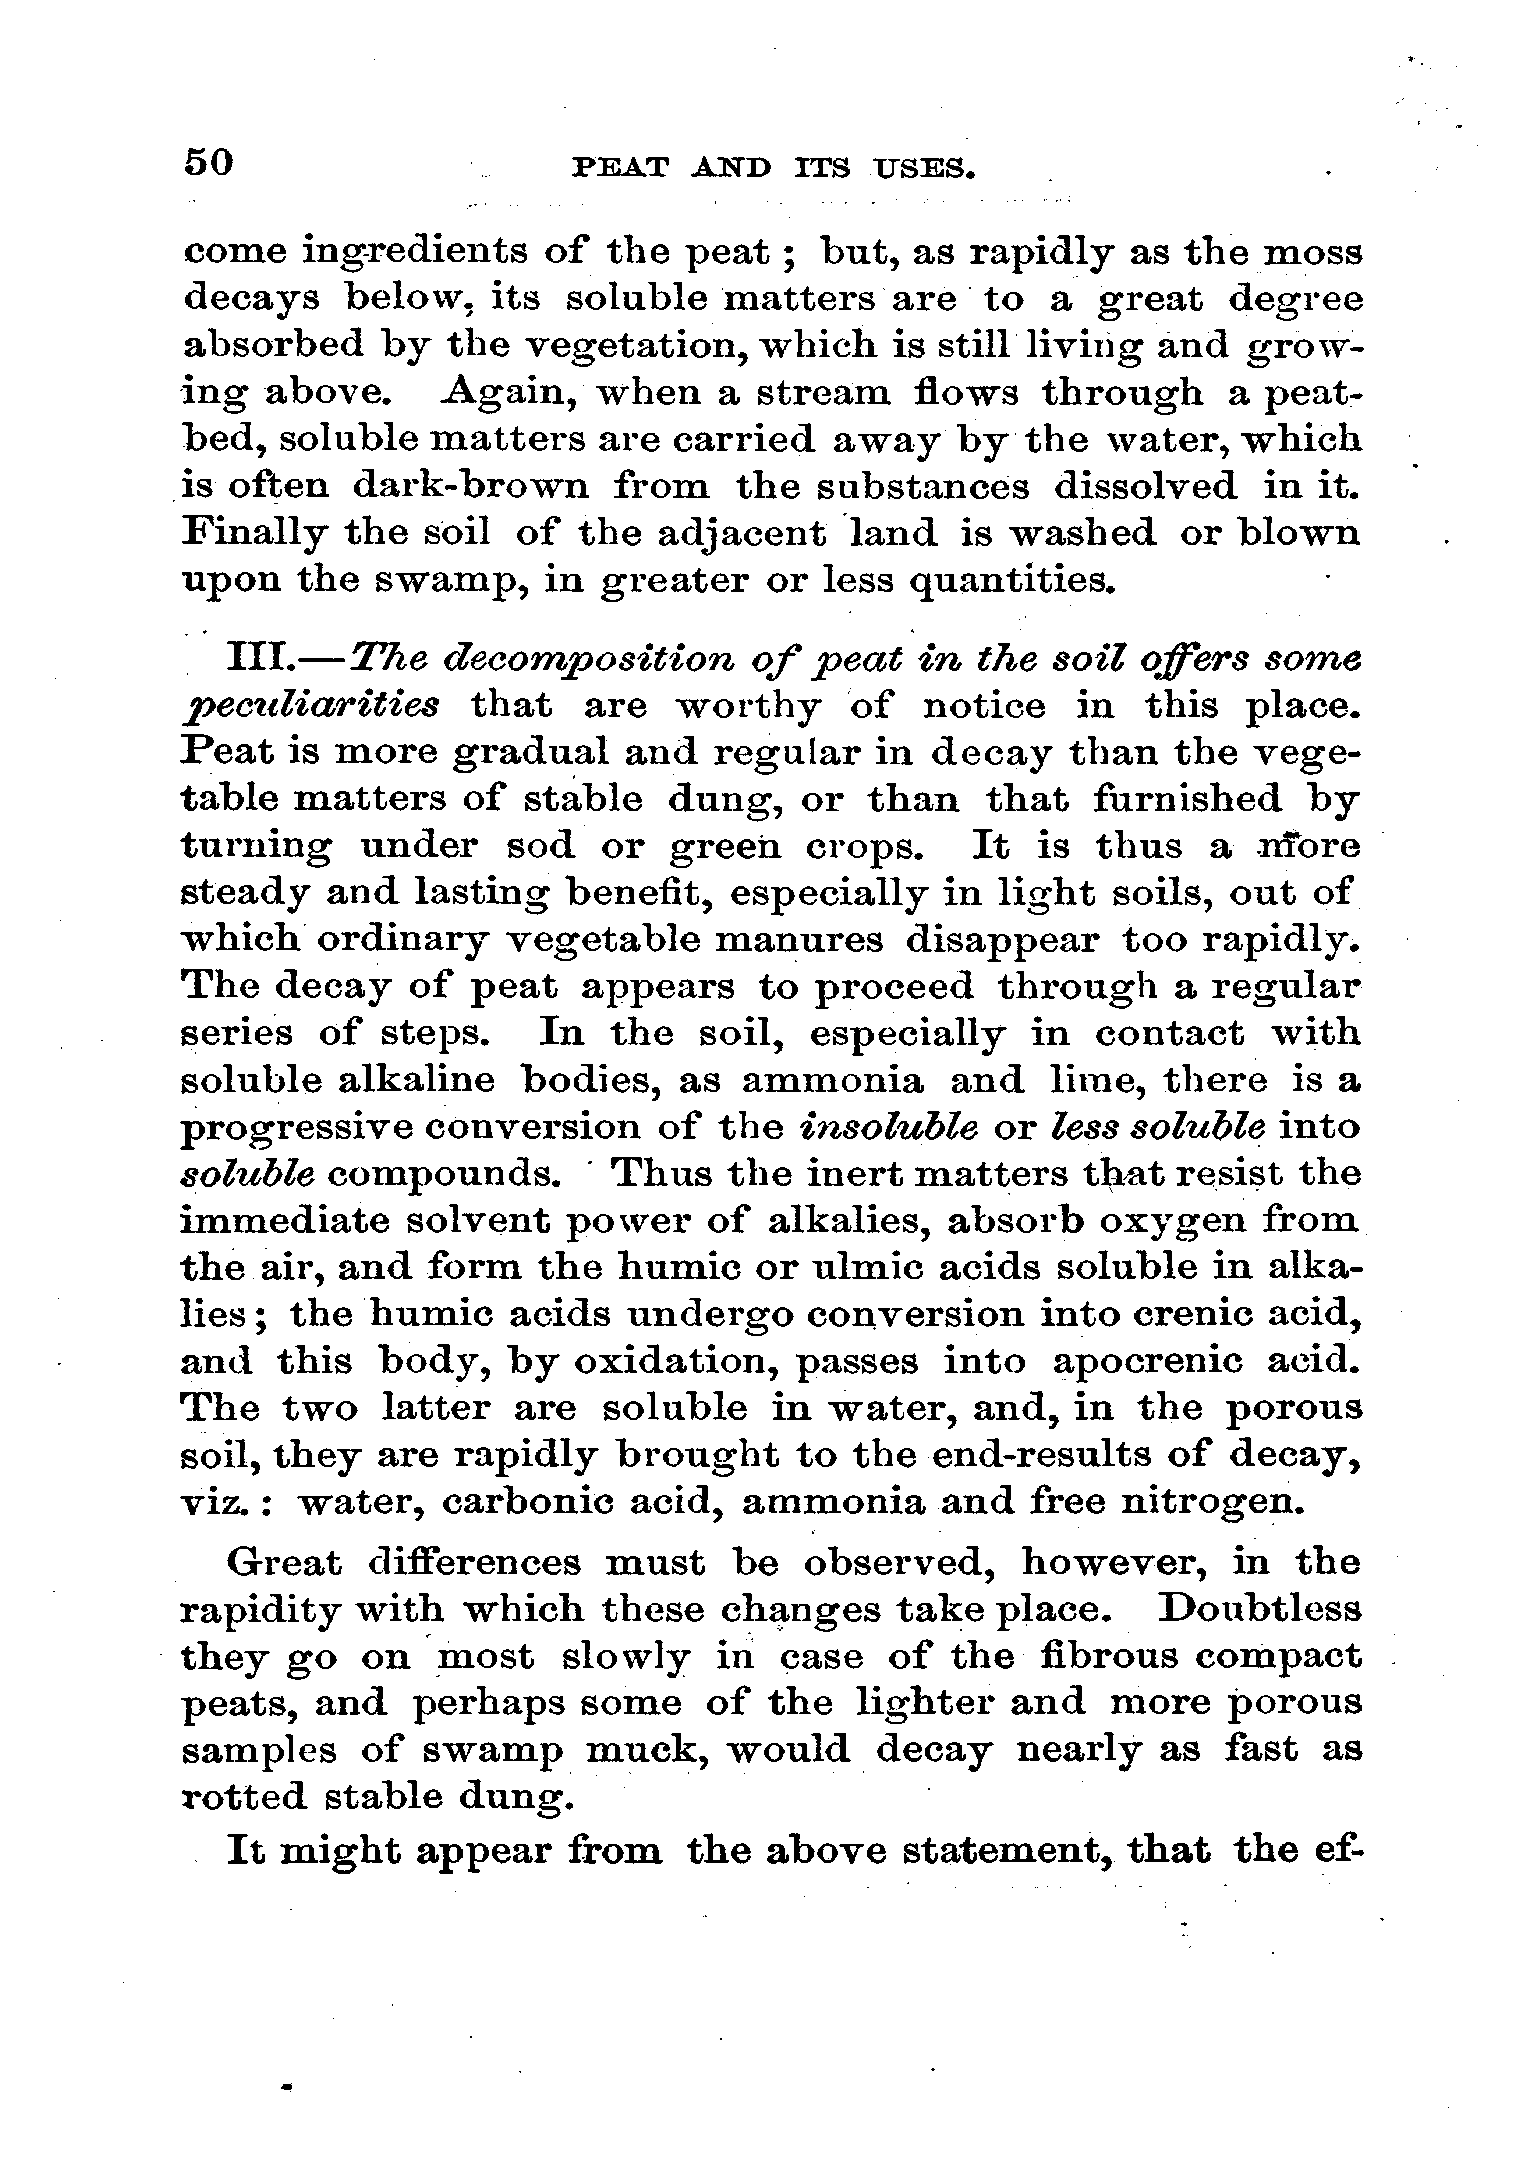 50 PEAT AND ITS USES.
come ingredients of the peat ; but, as rapidly as the moss
decays below, its soluble matters are to a great degree
absorbed by the vegetation, which is still living and grow-
ing above. Again, when a stream flows through a peat-
bed, soluble matters are carried away by the water, which
is often dark-brown from the substances dissolved in it.
Finally the soil of the adjacent land is washed or blown
upon the swamp, in greater or less quantities.
III.—The decomposition of peat in the soil offers some
peculiarities that are worthy of notice in this place.
Peat is more gradual and regular in decay than the vege-
table matters of stable dung, or than that furnished by
turning under sod or green crops. It is thus a more
steady and lasting benefit, especially in light soils, out of
which ordinary vegetable manures disappear too rapidly.
The decay of peat appears to proceed through a regular
series of steps. In the soil, especially in contact with
soluble alkaline bodies, as ammonia and lime, there is a
progressive conversion of the insoluble or less soluble into
soluble compounds. Thus the inert matters that resist the
immediate solvent power of alkalies, absorb oxygen from
the air, and form the humic or ulmic acids soluble in alka-
lies ; the humic acids undergo conversion into crenic acid,
and this body, by oxidation, passes into apocrenic acid.
The two latter are soluble in water, and, in the porous
soil, they are rapidly brought to the end-results of decay,
viz. : water, carbonic acid, ammonia and free nitrogen.
Great differences must be observed, however, in the
rapidity with which these changes take place. Doubtless
they go on most slowly in case of the fibrous compact
peats, and perhaps some of the lighter and more porous
samples of swamp muck, would decay nearly as fast as
rotted stable dung.
It might appear from the above statement, that the ef-